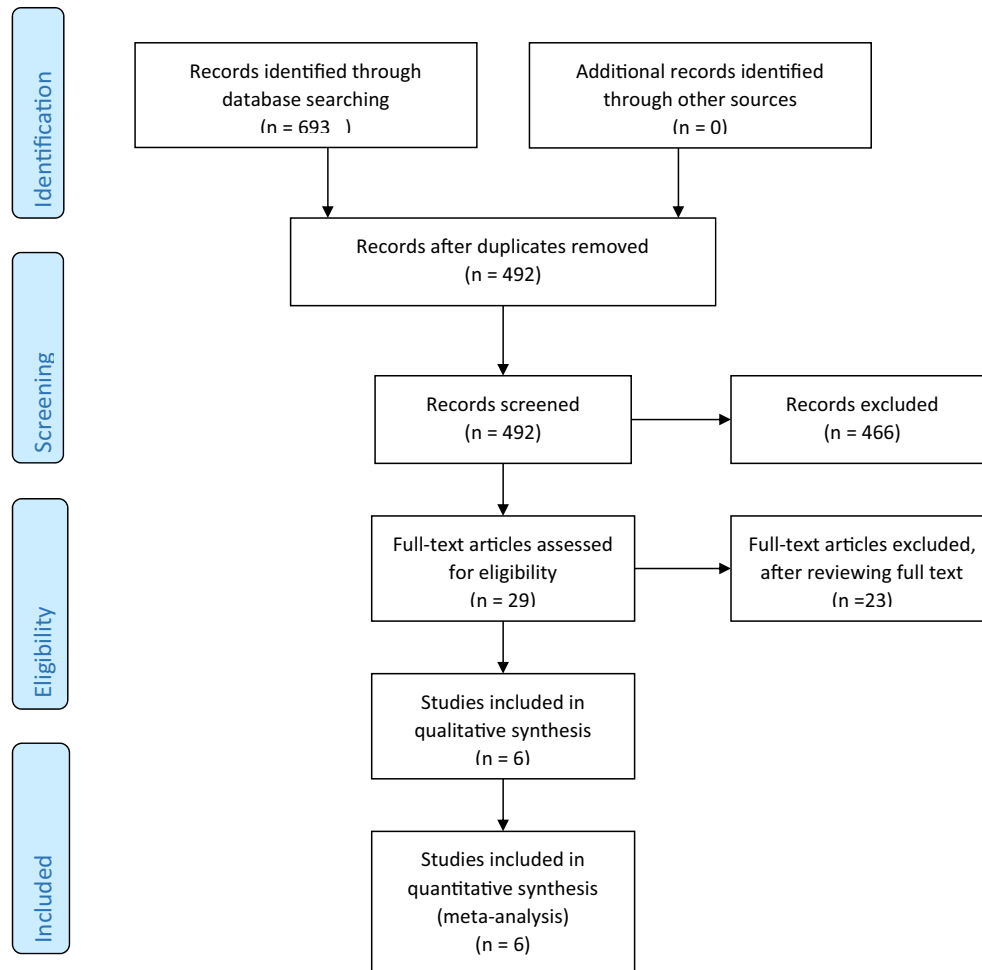 Identification
Records identified through
database searching
(n = 693   )
Additional records identified
through other sources
(n = 0)
Records after duplicates removed
(n = 492)
Screening
Records screened
(n = 492)
Records excluded
(n = 466)
Eligibility
Full-text articles assessed
for eligibility
(n = 29)
Full-text articles excluded,
after reviewing full text
(n =23)
Studies included in
qualitative synthesis
(n = 6)
Included
Studies included in
quantitative synthesis
(meta-analysis)
(n = 6)